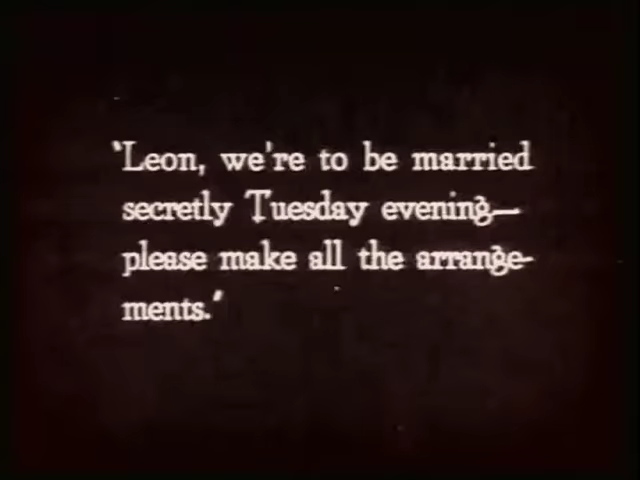 "Leon, we're to be married
secretly Tuesday evening—
please make all the arrange-
ments."